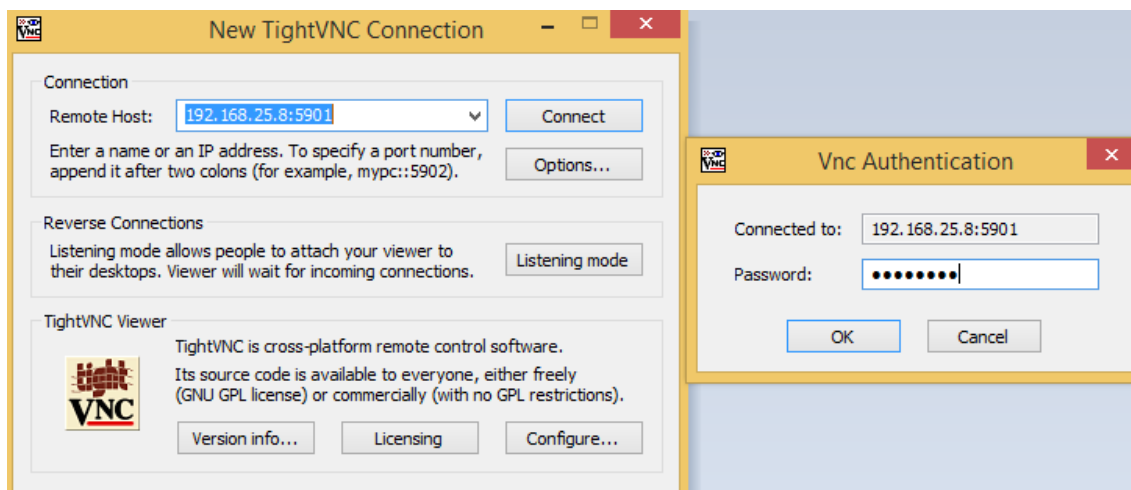 New TightVNC Connection
Connection
Remote Host:
192.168.25.8:5901
Connect
Enter a name or an IP address. To specify a port number,
append it after two colons (for example, mypc::5902).
Options...
Reverse Connections
Listening mode allows people to attach your viewer to
their desktops. Viewer will wait for incoming connections.
Listening mode
TightVNC Viewer
tight
VNC
TightVNC is cross-platform remote control software.
Its source code is available to everyone, either freely
(GNU GPL license) or commercially (with no GPL restrictions).
Version info...
Licensing
Configure...
Vnc Authentication
Connected to:
192.168.25.8:5901
Password:
●●●●●●●●
OK
Cancel